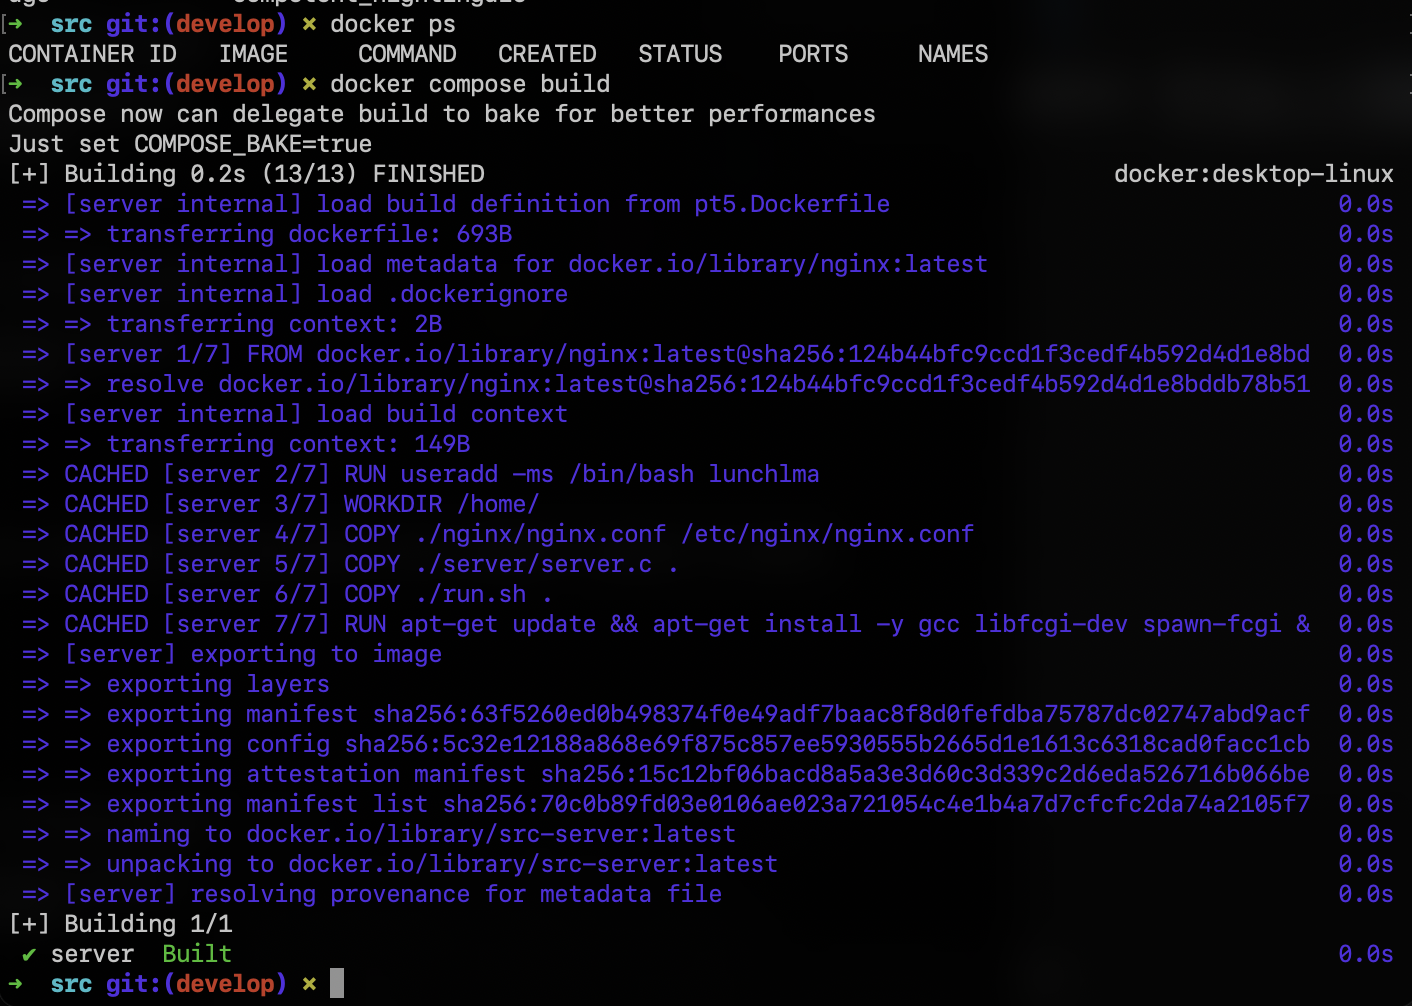 [→ src git:(develop) × docker ps
CONTAINER ID IMAGE COMMAND CREATED STATUS PORTS NAMES
[→ src git:(develop) × docker compose build
Compose now can delegate build to bake for better performances
Just set COMPOSE_BAKE=true
[+] Building 0.2s (13/13) FINISHED docker:desktop-linux
=> [server internal] load build definition from pt5.Dockerfile 0.0s
=> => transferring dockerfile: 693B 0.0s
=> [server internal] load metadata for docker.io/library/nginx:latest 0.0s
=> [server internal] load .dockerignore 0.0s
=> => transferring context: 2B 0.0s
=> [server 1/7] FROM docker.io/library/nginx:latest@sha256:124b44bfc9ccd1f3cedf4b592d4d1e8bd 0.0s
=> => resolve docker.io/library/nginx:latest@sha256:124b44bfc9ccd1f3cedf4b592d4d1e8bddb78b51 0.0s
=> [server internal] load build context 0.0s
=> => transferring context: 149B 0.0s
=> CACHED [server 2/7] RUN useradd -ms /bin/bash lunchlma 0.0s
=> CACHED [server 3/7] WORKDIR /home/ 0.0s
=> CACHED [server 4/7] COPY ./nginx/nginx.conf /etc/nginx/nginx.conf 0.0s
=> CACHED [server 5/7] COPY ./server/server.c . 0.0s
=> CACHED [server 6/7] COPY ./run.sh . 0.0s
=> CACHED [server 7/7] RUN apt-get update && apt-get install -y gcc libfcgi-dev spawn-fcgi & 0.0s
=> [server] exporting to image 0.0s
=> => exporting layers 0.0s
=> => exporting manifest sha256:63f5260ed0b498374f0e49adf7baac8f8d0fefdba75787dc02747abd9acf 0.0s
=> => exporting config sha256:5c32e12188a868e69f875c857ee5930555b2665d1e1613c6318cad0facc1cb 0.0s
=> => exporting attestation manifest sha256:15c12bf06bacd8a5a3e3d60c3d339c2d6eda526716b066be 0.0s
=> => exporting manifest list sha256:70c0b89fd03e0106ae023a721054c4e1b4a7d7cfcfc2da74a2105f7 0.0s
=> => naming to docker.io/library/src-server:latest 0.0s
=> => unpacking to docker.io/library/src-server:latest 0.0s
=> [server] resolving provenance for metadata file 0.0s
[+] Building 1/1
✔ server Built 0.0s
→ src git:(develop) ×